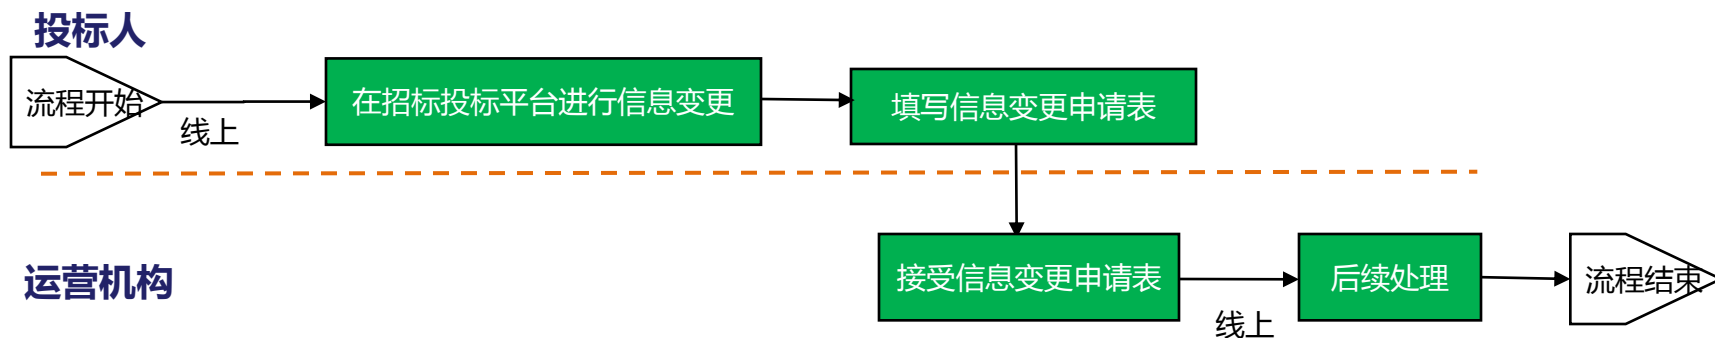 投标人
流程开始
线上
在招标投标平台进行信息变更
填写信息变更申请表
运营机构
接受信息变更申请表
线上
后续处理
流程结束